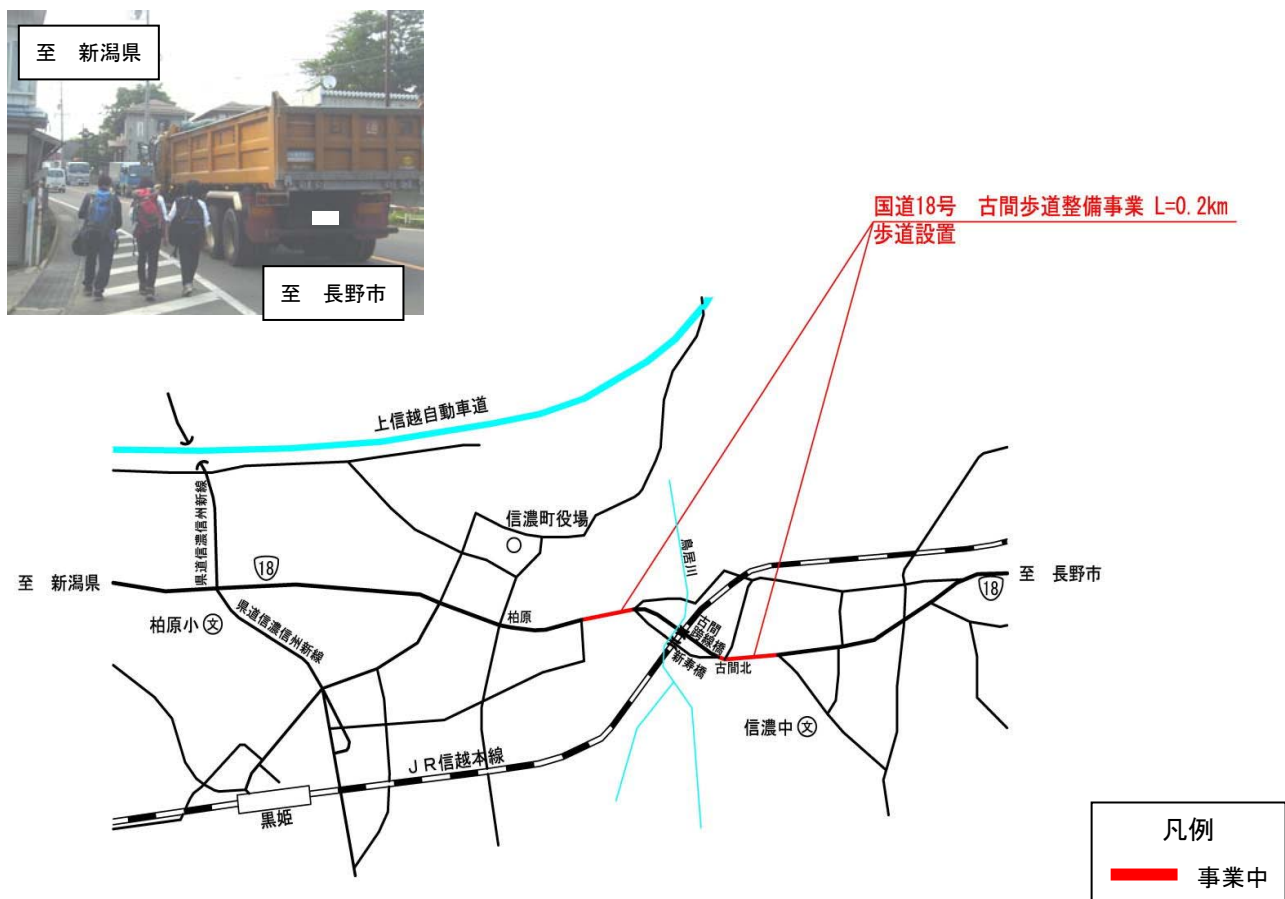 至 新潟県
至 長野市
国道18号 古間歩道整備事業 L=0.2km
歩道設置
上信越自動車道
県道信濃信州新線
信濃町役場
鳥居川
18
至 新潟県
至 長野市
18
柏原小 文
県道信濃信州新線
柏原
古間
跨線橋
新寿橋
古間北
信濃中 文
JR信越本線
黒姫
凡例
事業中